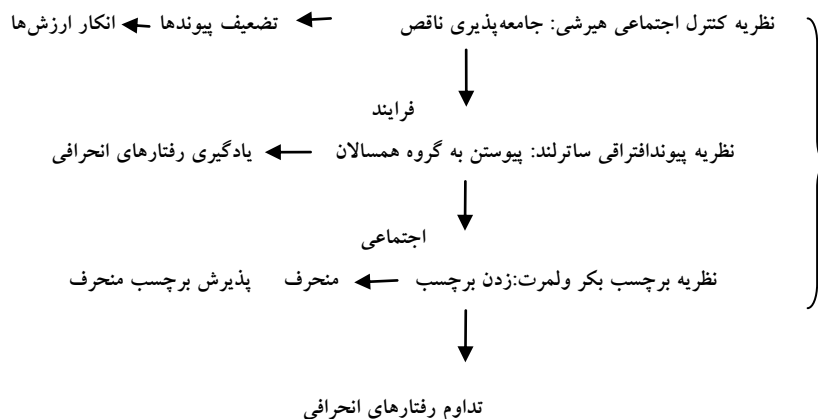 نظریه کنترل اجتماعی هیرشی: جامعه‌پذیری ناقص تضعیف پیوندها انکار ارزش‌ها
فرایند
نظریه پیوندافتراقی ساترلند: پیوستن به گروه همسالان یادگیری رفتارهای انحرافی
اجتماعی
نظریه برچسب بکر ولمرت:زدن برچسب منحرف پذیرش برچسب منحرف
تداوم رفتارهای انحرافی